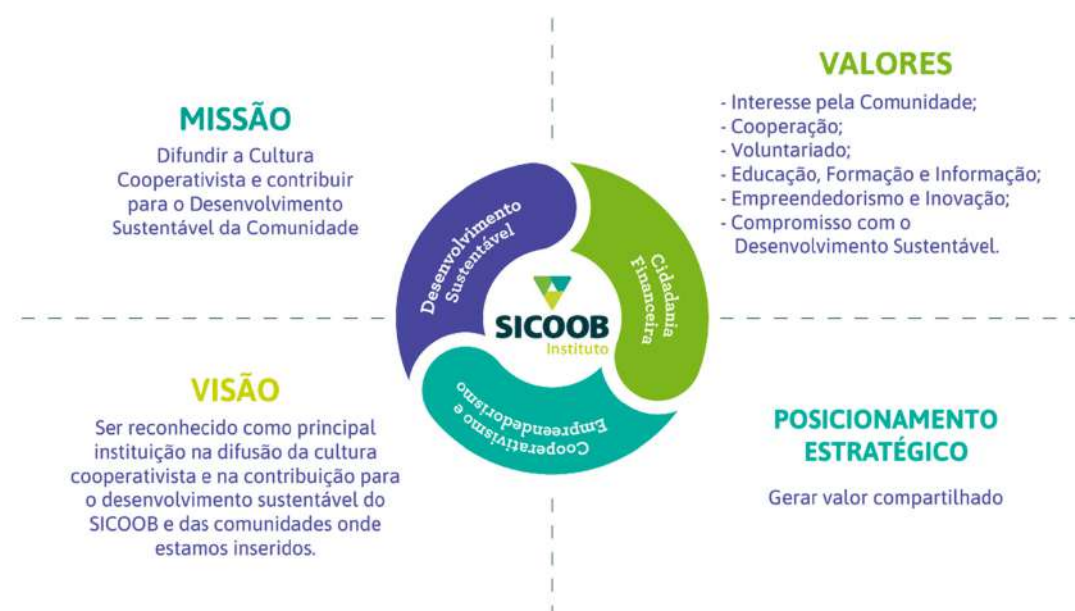 MISSÃO
Difundir a Cultura
Cooperativista e contribuir
para o Desenvolvimento
Sustentável da Comunidade
VALORES
- Interesse pela Comunidade;
- Cooperação;
- Voluntariado;
- Educação, Formação e Informação;
- Empreendedorismo e Inovação;
- Compromisso com o
Desenvolvimento Sustentável.
Desenvolvimento
Sustentável
Cidadania
Financeira
SICOOB
Instituto
Cooperativismo e
Empreendedorismo
VISÃO
Ser reconhecido como principal
instituição na difusão da cultura
cooperativista e na contribuição para
o desenvolvimento sustentável do
SICOOB e das comunidades onde
estamos inseridos.
POSICIONAMENTO
ESTRATÉGICO
Gerar valor compartilhado